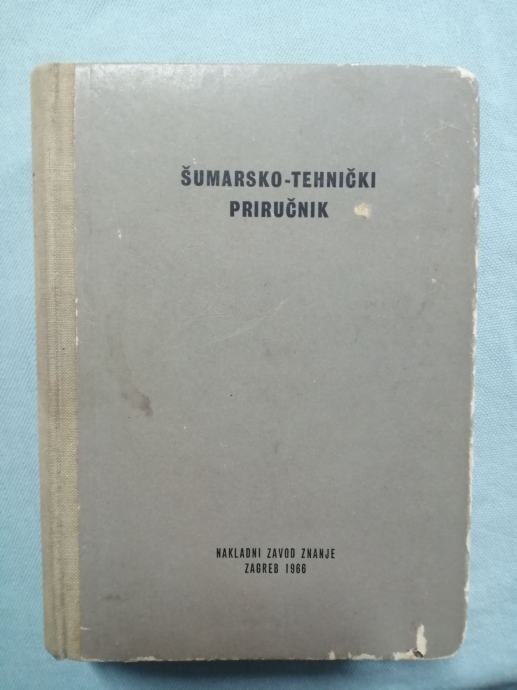 ŠUMARSKO-TEHNIČKI
PRIRUČNIK
NAKLADNI ZAVOD ZNANJE
ZAGREB 1966